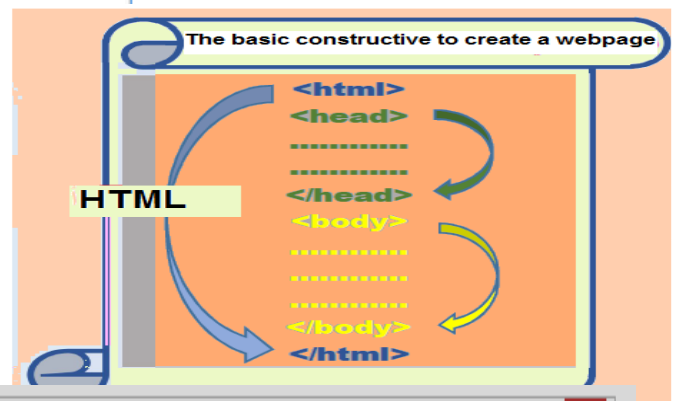 The basic constructive to create a webpage
<html>
<head>
............
............
</head>
HTML
<body>
............
............
............
</body>
</html>